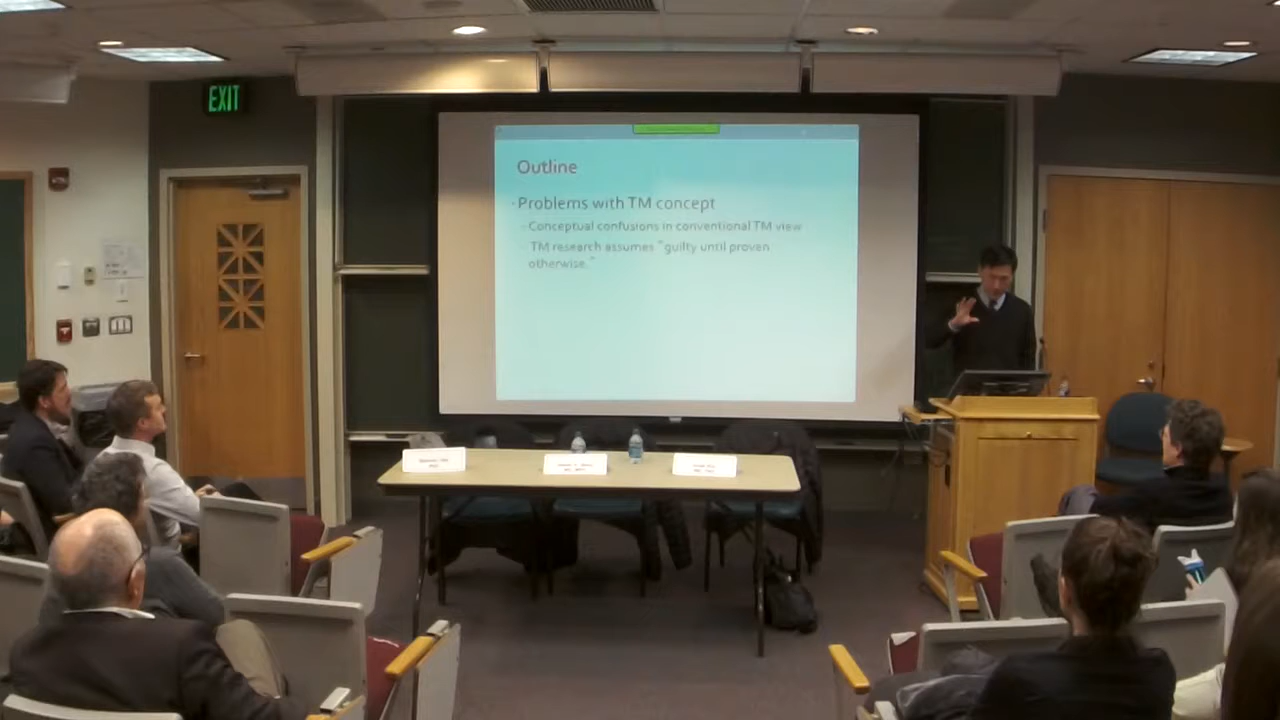 EXIT
Outline
Problems with TM concept
Conceptual confusions in conventional TM view
TM research assumes "guilty until proven
otherwise."